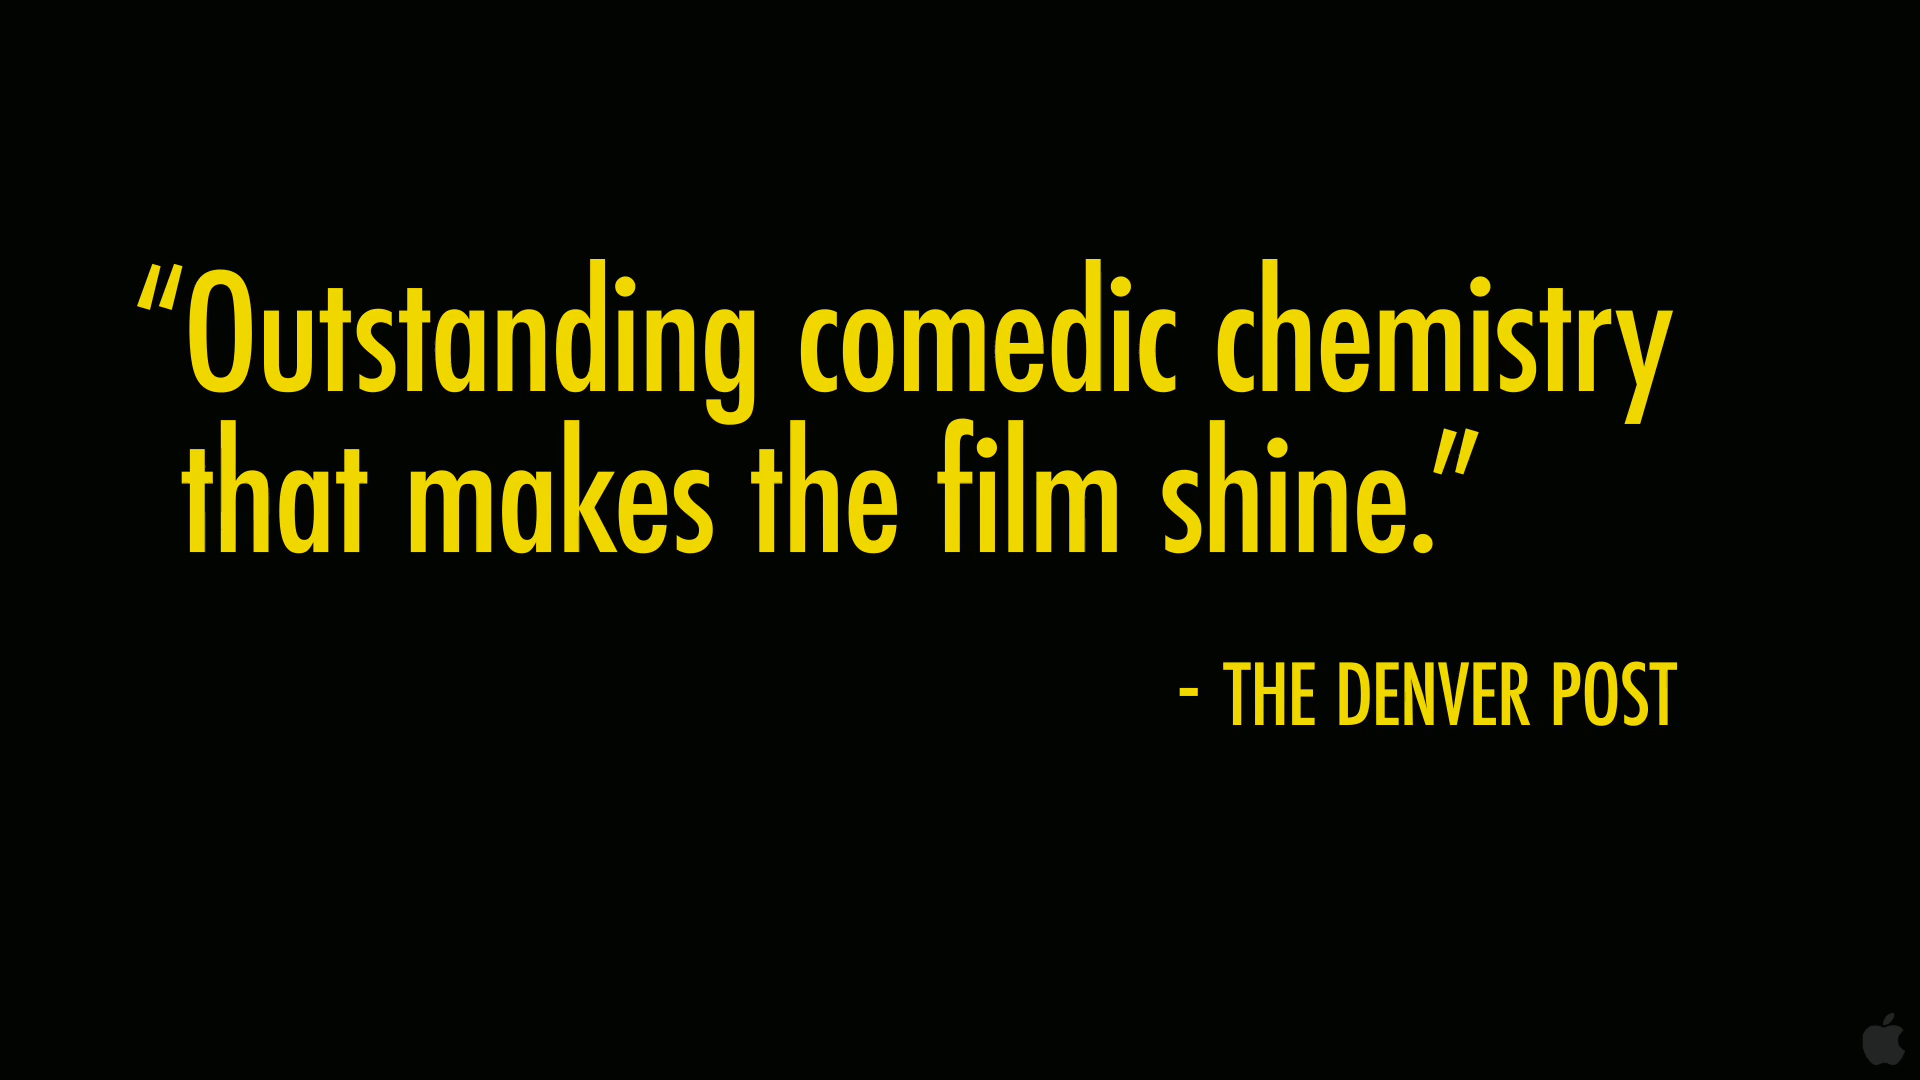 “Outstanding comedic chemistry
that makes the film shine.”
- THE DENVER POST